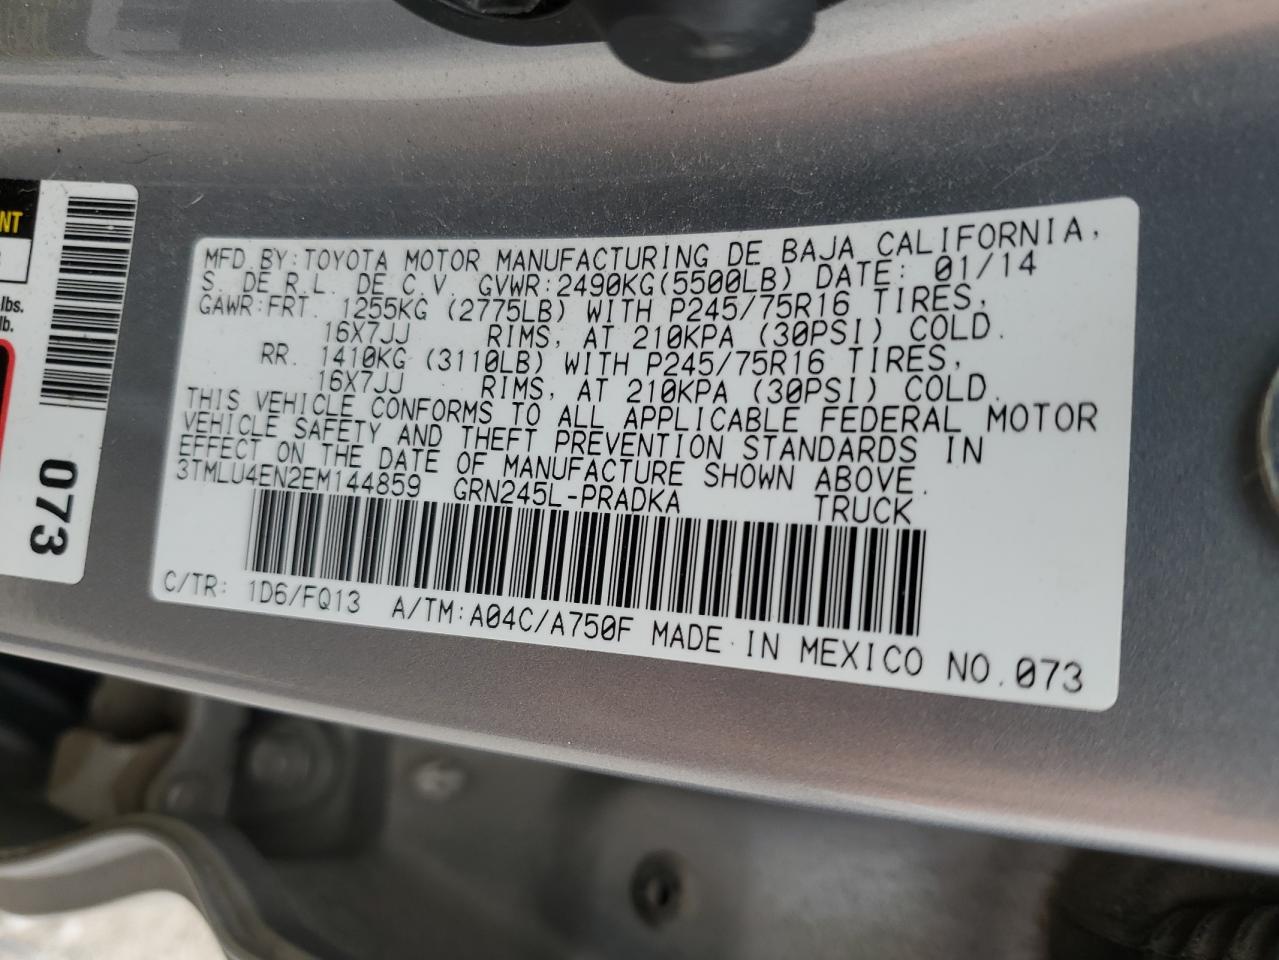 NT
lbs.
lb.
073
MFD BY:TOYOTA MOTOR MANUFACTURING DE BAJA CALIFORNIA,
S. DE R.L. DE C.V. GVWR:2490KG(5500LB) DATE: 01/14
GAWR:FRT. 1255KG (2775LB) WITH P245/75R16 TIRES,
16X7JJ RIMS, AT 210KPA (30PSI) COLD.
RR. 1410KG (3110LB) WITH P245/75R16 TIRES,
16X7JJ RIMS, AT 210KPA (30PSI) COLD.
THIS VEHICLE CONFORMS TO ALL APPLICABLE FEDERAL MOTOR
VEHICLE SAFETY AND THEFT PREVENTION STANDARDS IN
EFFECT ON THE DATE OF MANUFACTURE SHOWN ABOVE.
3TMLU4EN2EM144859 GRN245L-PRADKA TRUCK
C/TR: 1D6/FQ13 A/TM:A04C/A750F MADE IN MEXICO NO.073